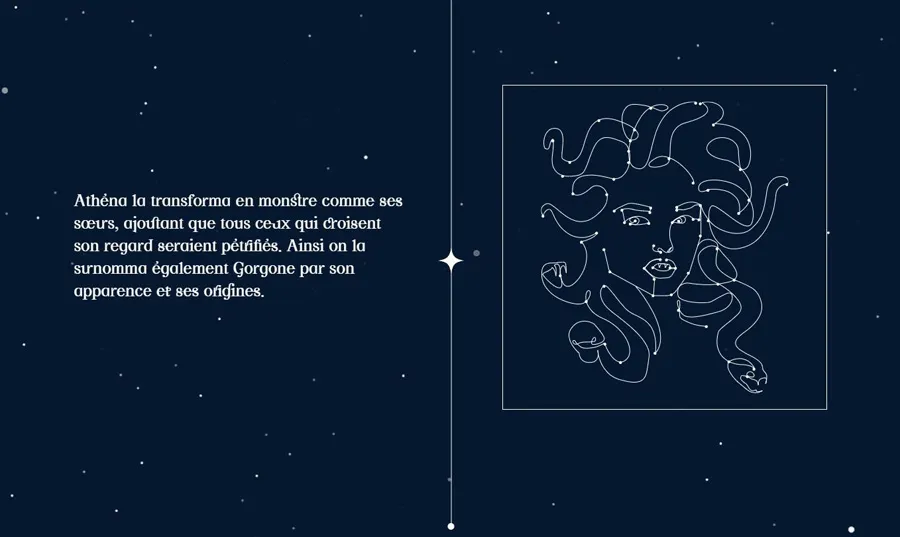 Athéna la transforma en monstre comme ses
sœurs, ajoutant que tous ceux qui croisent
son regard seraient pétrifiés. Ainsi on la
surnomma également Gorgone par son
apparence et ses origines.